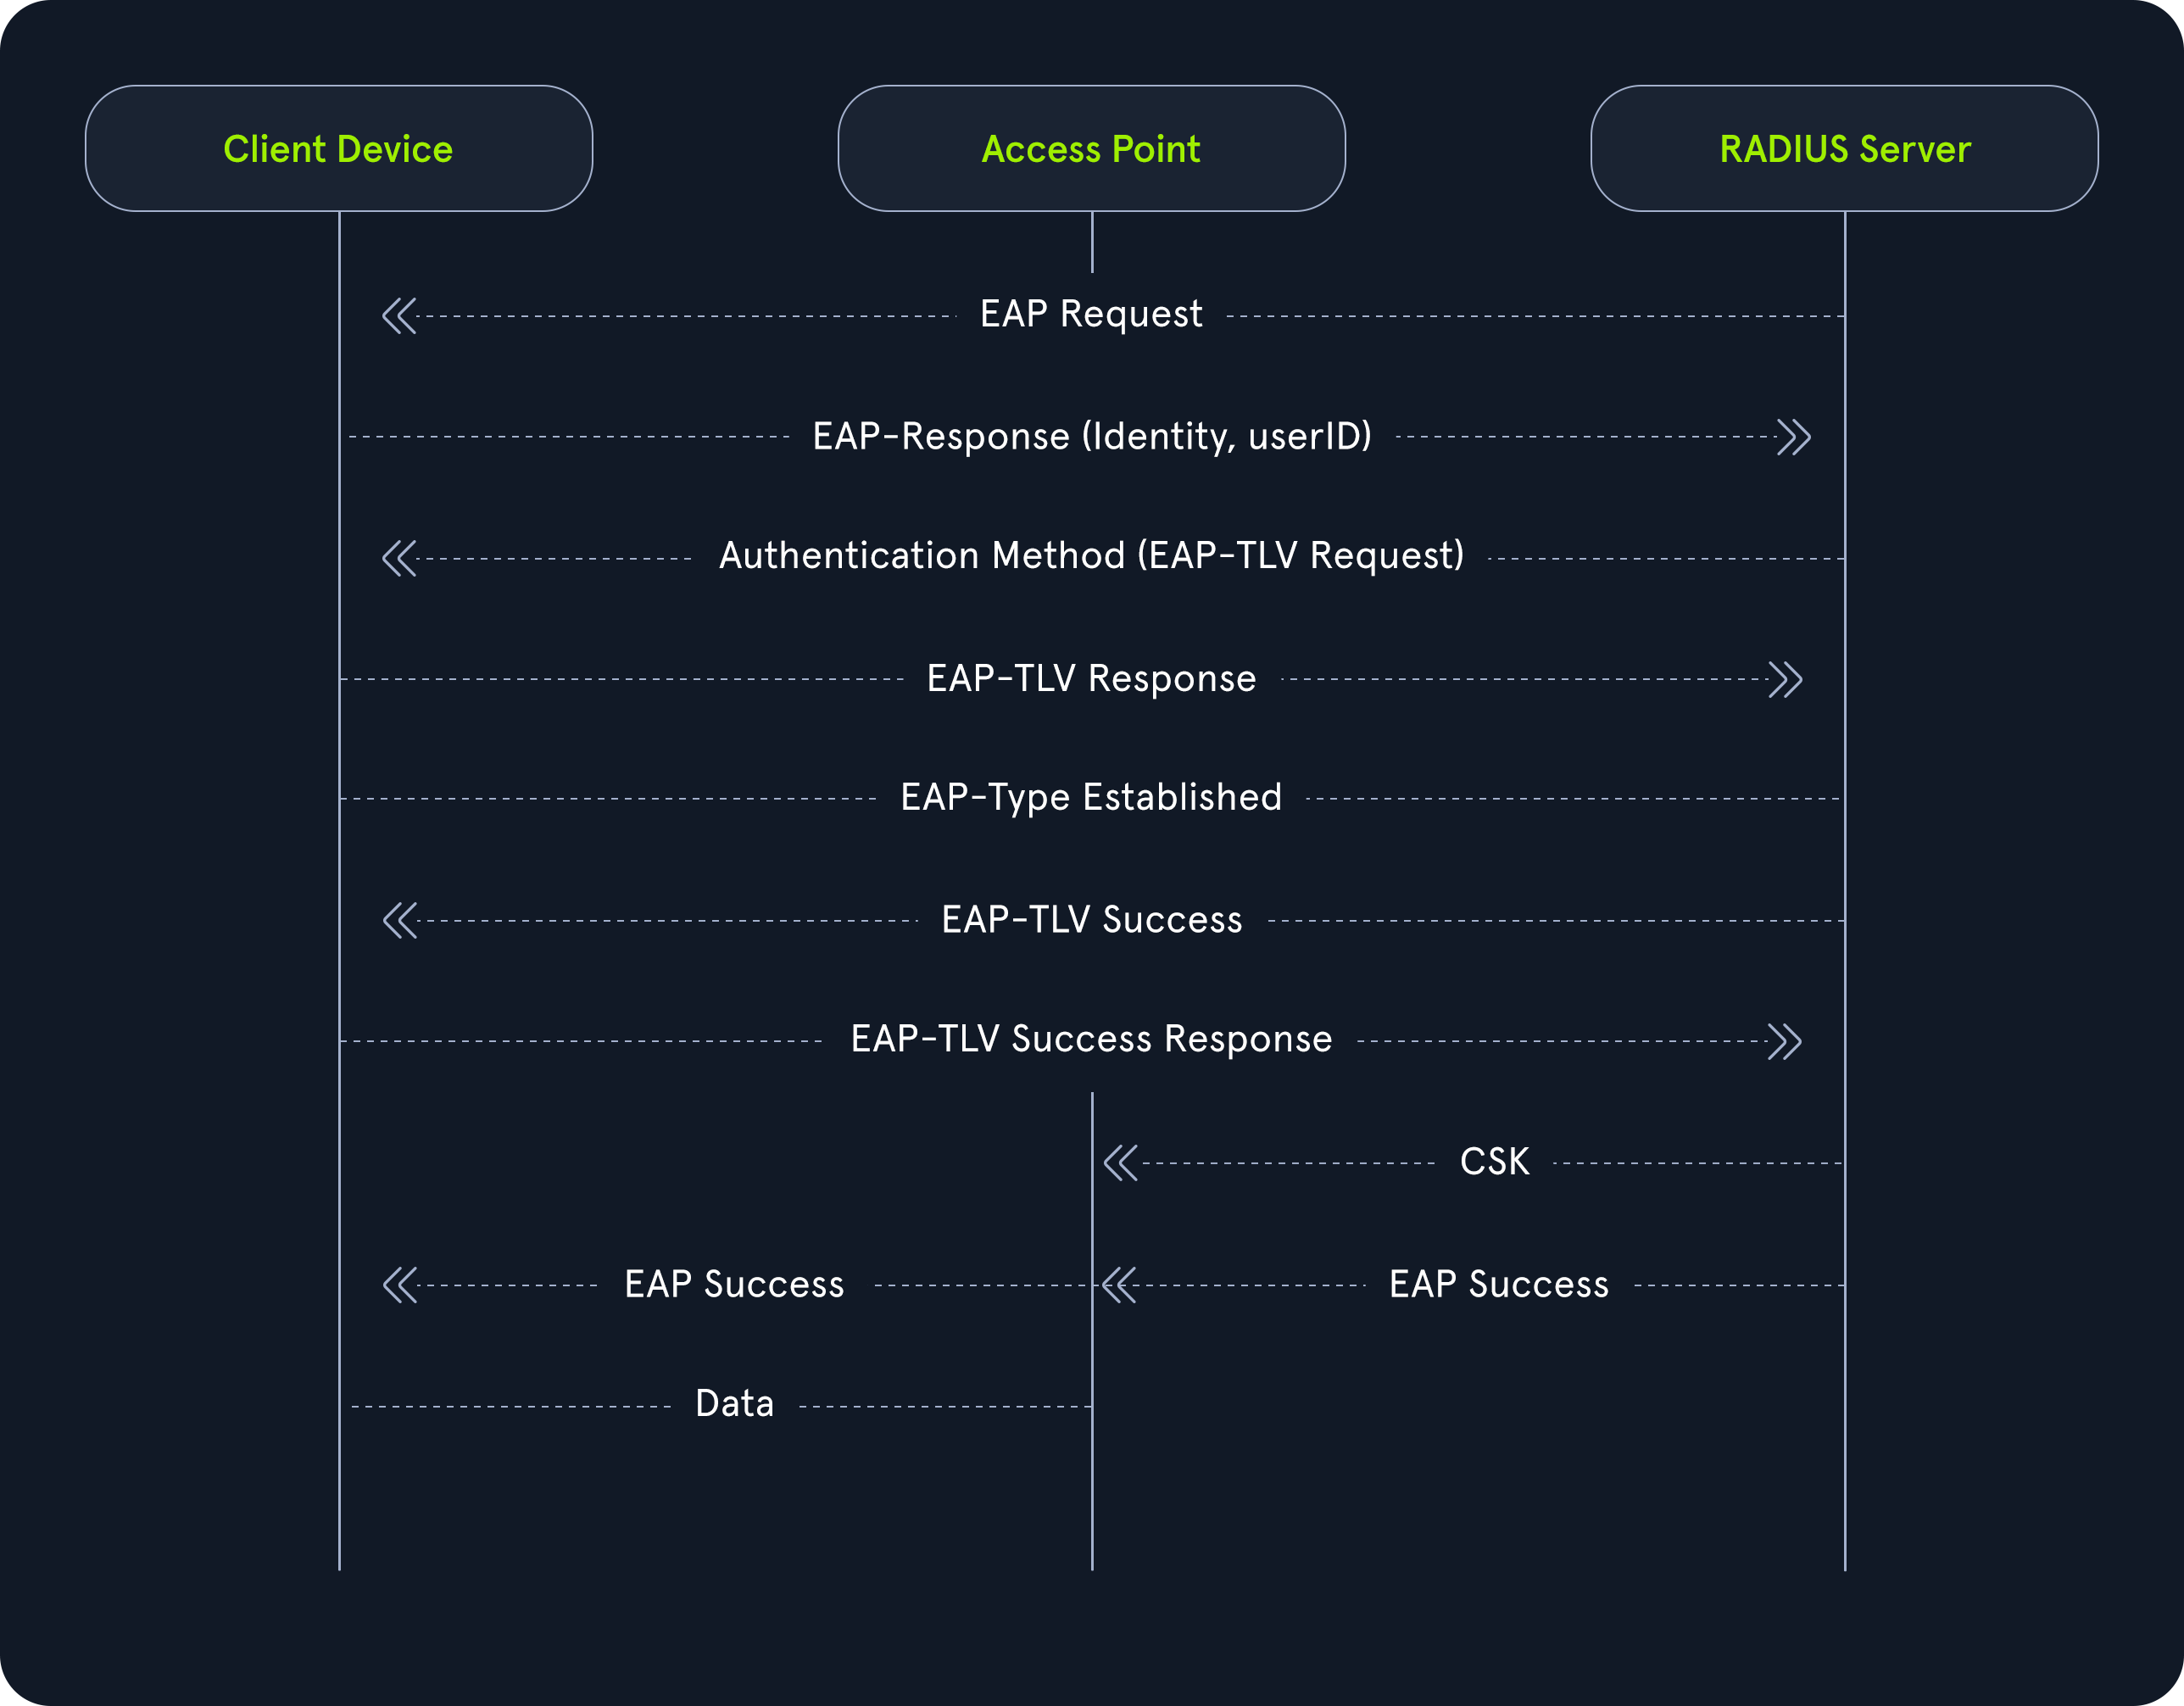 Client Device
Access Point
RADIUS Server
EAP Request
EAP-Response (Identity, userID)
Authentication Method (EAP-TLV Request)
EAP-TLV Response
EAP-Type Established
EAP-TLV Success
EAP-TLV Success Response
CSK
EAP Success
EAP Success
Data